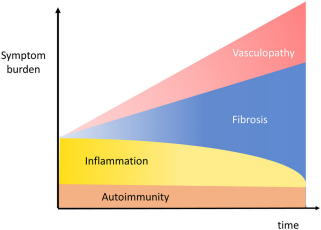 Symptom
burden
Vasculopathy
Fibrosis
Inflammation
Autoimmunity
time